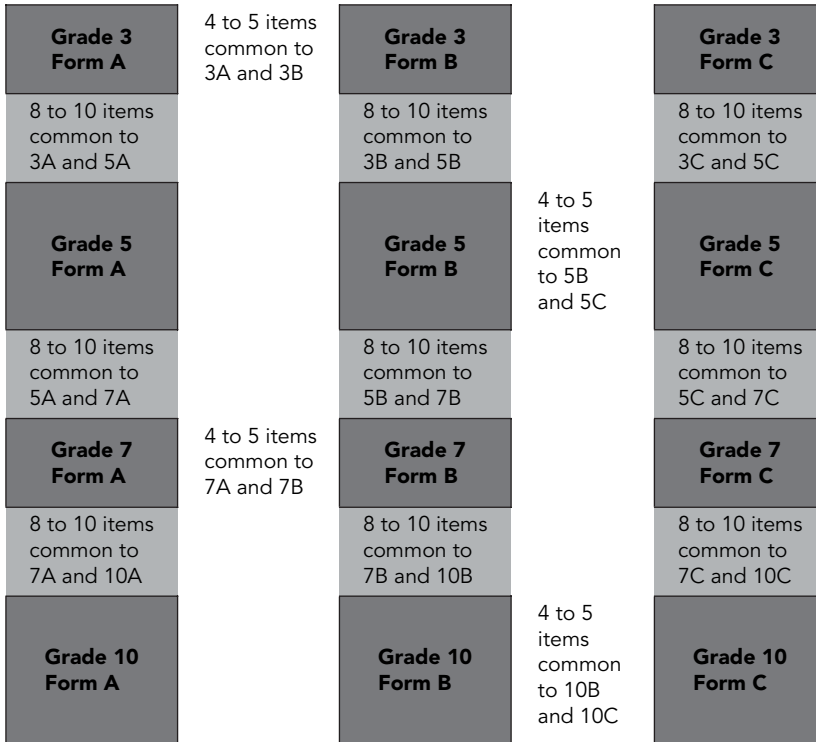 Grade 3
Form A
4 to 5 items
common to
3A and 3B
Grade 3
Form B
Grade 3
Form C
8 to 10 items
common to
3A and 5A
8 to 10 items
common to
3B and 5B
8 to 10 items
common to
3C and 5C
Grade 5
Form A
Grade 5
Form B
4 to 5
items
common
to 5B
and 5C
Grade 5
Form C
8 to 10 items
common to
5A and 7A
8 to 10 items
common to
5B and 7B
8 to 10 items
common to
5C and 7C
Grade 7
Form A
4 to 5 items
common to
7A and 7B
Grade 7
Form B
Grade 7
Form C
8 to 10 items
common to
7A and 10A
8 to 10 items
common to
7B and 10B
8 to 10 items
common to
7C and 10C
Grade 10
Form A
Grade 10
Form B
4 to 5
items
common
to 10B
and 10C
Grade 10
Form C